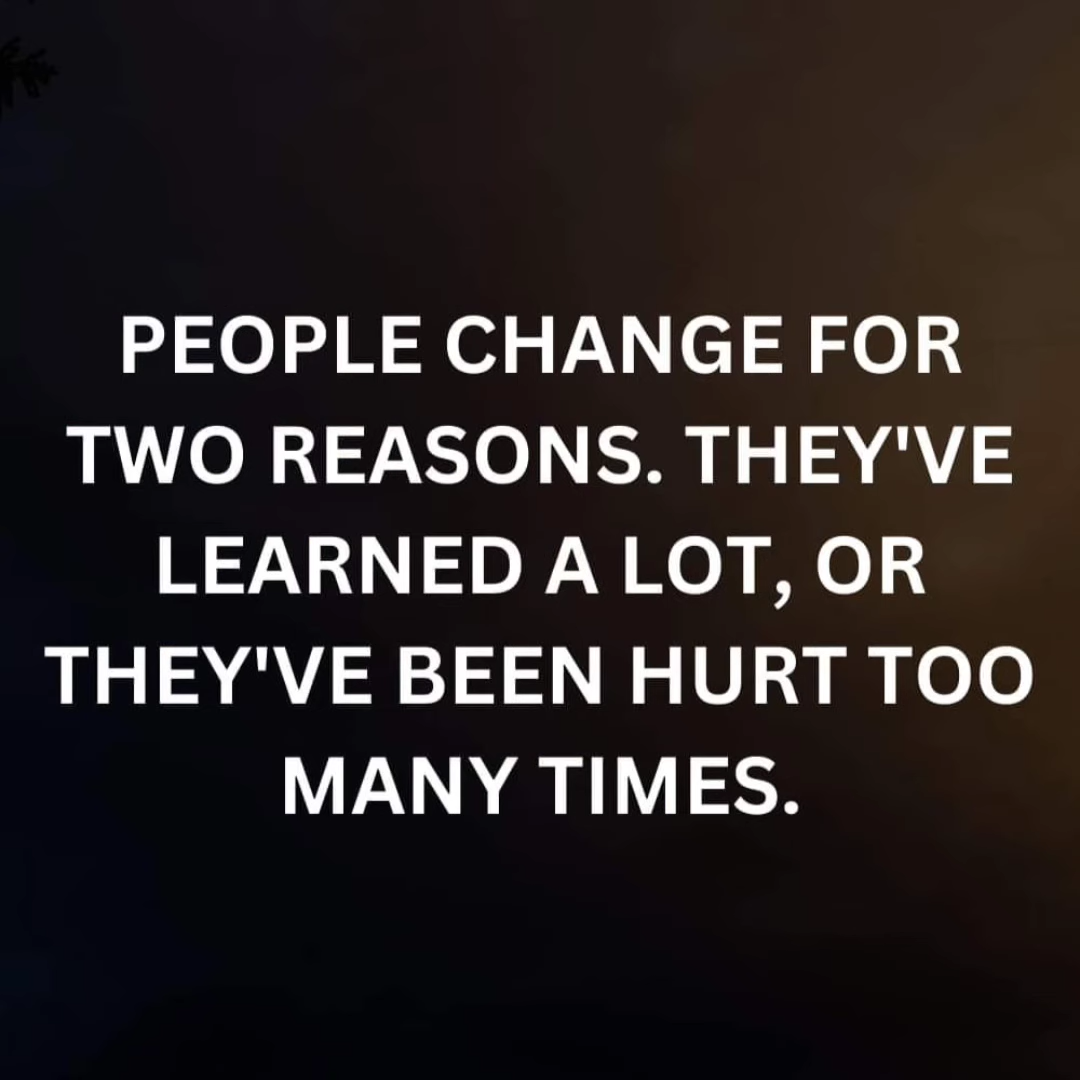 PEOPLE CHANGE FOR
TWO REASONS. THEY'VE
LEARNED A LOT, OR
THEY'VE BEEN HURT TOO
MANY TIMES.